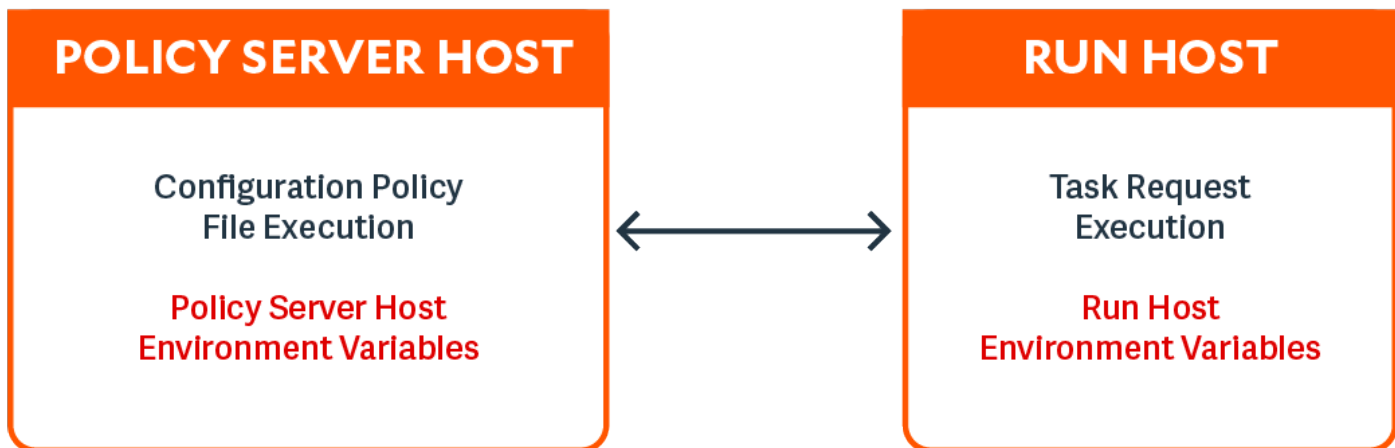 POLICY SERVER HOST
Configuration Policy
File Execution
Policy Server Host
Environment Variables
RUN HOST
Task Request
Execution
Run Host
Environment Variables